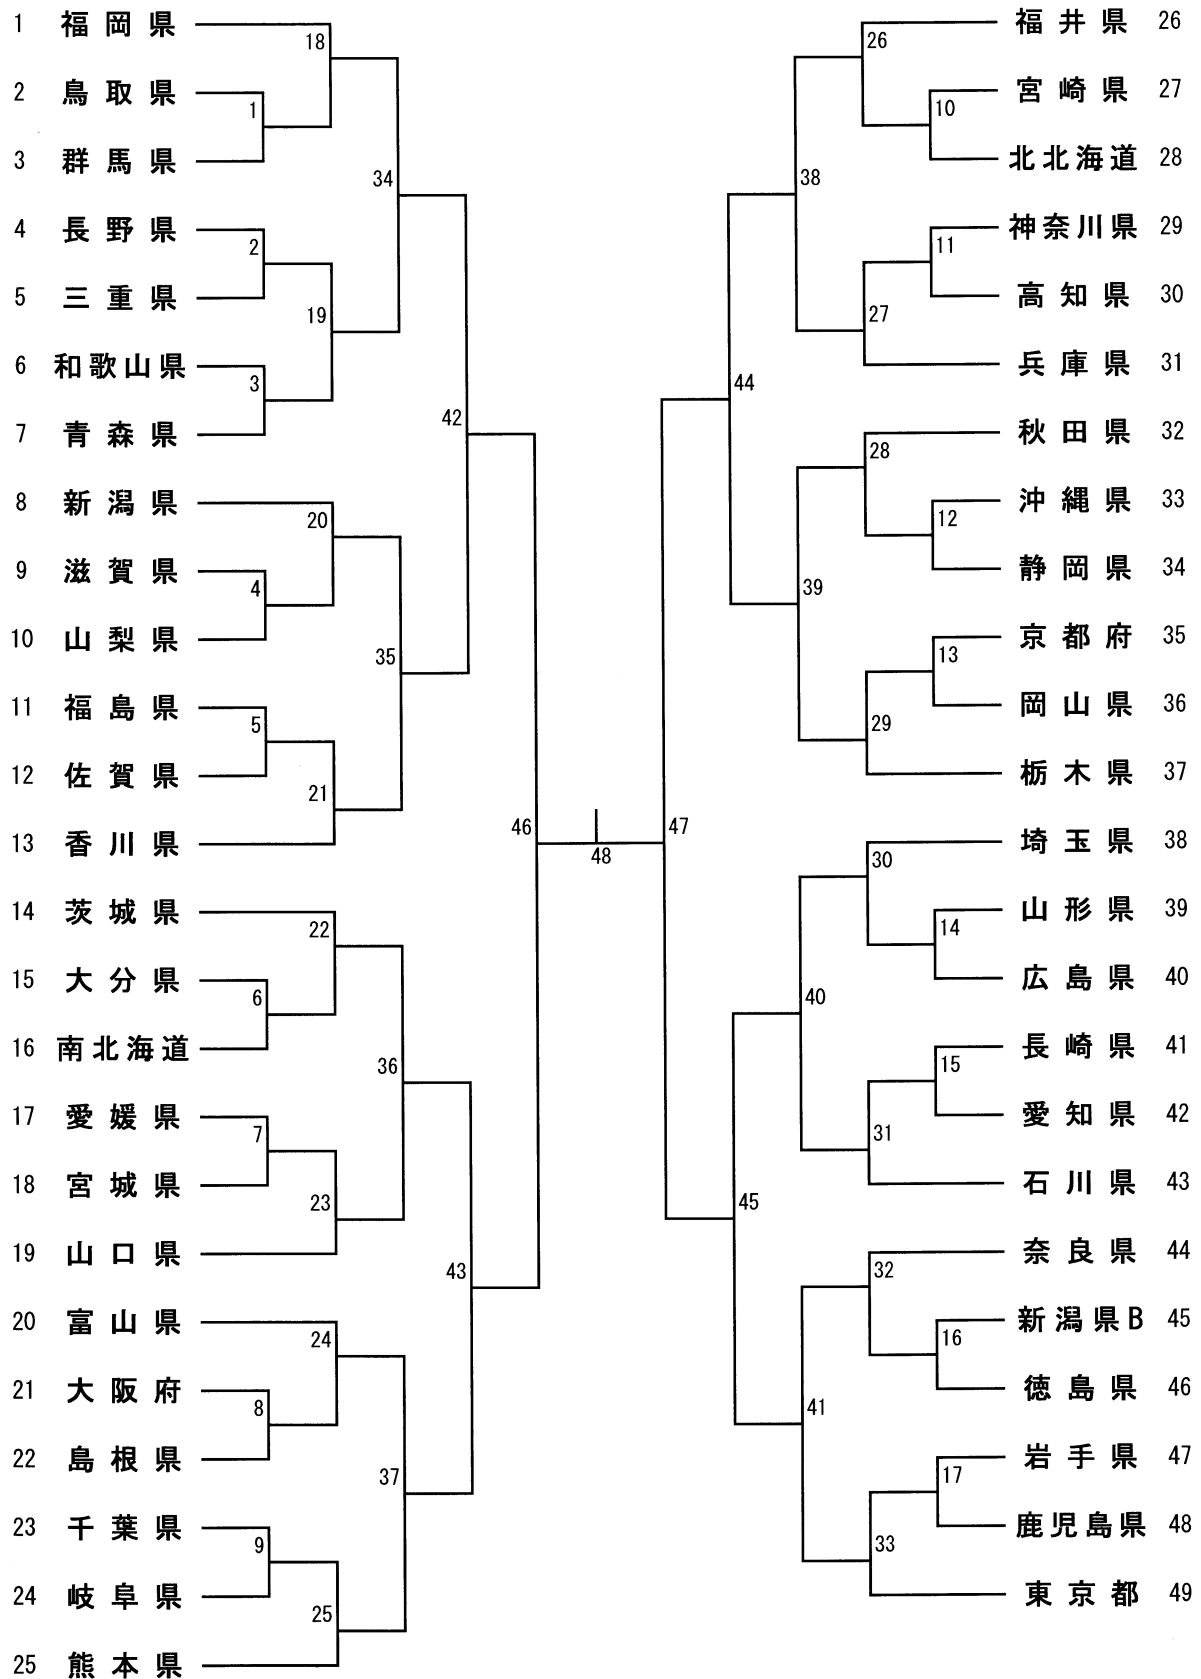 1 福岡県
2 鳥取県
3 群馬県
4 長野県
5 三重県
6 和歌山県
7 青森県
8 新潟県
9 滋賀県
10 山梨県
11 福島県
12 佐賀県
13 香川県
14 茨城県
15 大分県
16 南北海道
17 愛媛県
18 宮城県
19 山口県
20 富山県
21 大阪府
22 島根県
23 千葉県
24 岐阜県
25 熊本県
1
2
3
4
5
6
7
8
9
18
19
20
21
22
23
24
25
34
35
36
37
42
43
46
48
47
44
45
38
39
40
41
26
27
28
29
30
31
32
33
10
11
12
13
14
15
16
17
福井県 26
宮崎県 27
北北海道 28
神奈川県 29
高知県 30
兵庫県 31
秋田県 32
沖縄県 33
静岡県 34
京都府 35
岡山県 36
栃木県 37
埼玉県 38
山形県 39
広島県 40
長崎県 41
愛知県 42
石川県 43
奈良県 44
新潟県B 45
徳島県 46
岩手県 47
鹿児島県 48
東京都 49